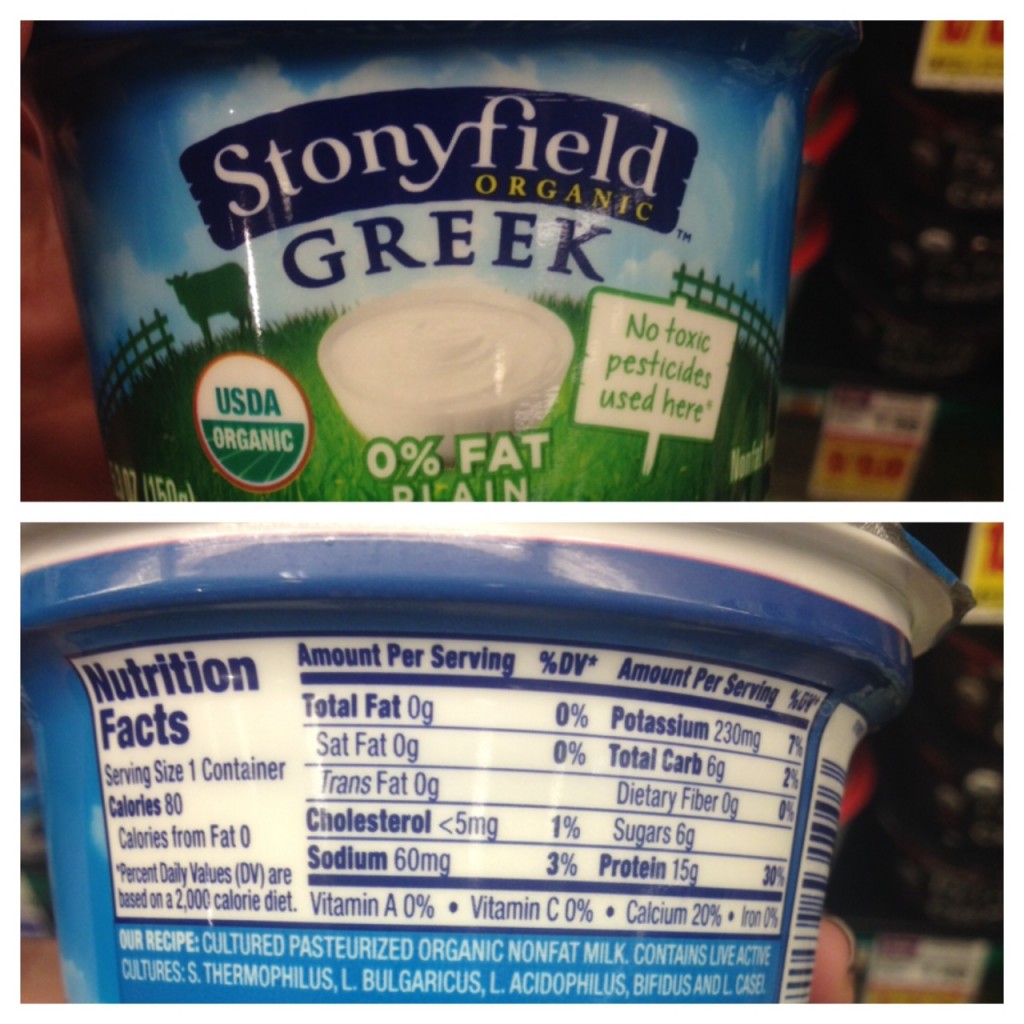 Stonyfield
ORGANIC
GREEK
™
No toxic
pesticides
used here*
USDA
ORGANIC
0% FAT
PLAIN
(150g)
Nutrition
Facts
Serving Size 1 Container
Calories 80
Calories from Fat 0
*Percent Daily Values (DV) are
based on a 2,000 calorie diet.
Amount Per Serving %DV*
Total Fat 0g 0%
Sat Fat 0g 0%
Trans Fat 0g
Cholesterol <5mg 1%
Sodium 60mg 3%
Amount Per Serving %DV*
Potassium 230mg 7%
Total Carb 6g 2%
Dietary Fiber 0g 0%
Sugars 6g
Protein 15g 30%
Vitamin A 0% • Vitamin C 0% • Calcium 20% • Iron 0%
OUR RECIPE: CULTURED PASTEURIZED ORGANIC NONFAT MILK. CONTAINS LIVE ACTIVE
CULTURES: S. THERMOPHILUS, L. BULGARICUS, L. ACIDOPHILUS, BIFIDUS AND L. CASEI.